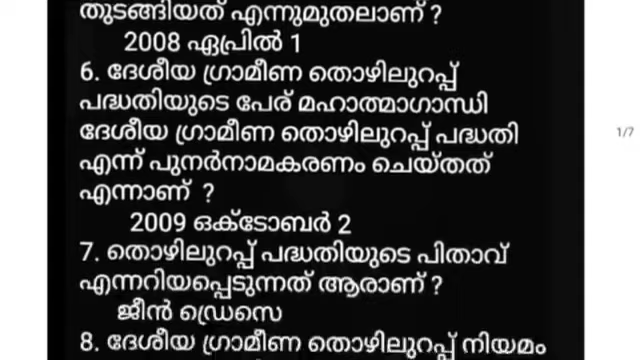 തുടങ്ങിയത് എന്നുമുതലാണ് ?
2008 ഏപ്രിൽ 1
6. ദേശീയ ഗ്രാമീണ തൊഴിലുറപ്പ്
പദ്ധതിയുടെ പേര് മഹാത്മാഗാന്ധി
ദേശീയ ഗ്രാമീണ തൊഴിലുറപ്പ് പദ്ധതി
എന്ന് പുനർനാമകരണം ചെയ്തത്
എന്നാണ് ?
2009 ഒക്ടോബർ 2
7. തൊഴിലുറപ്പ് പദ്ധതിയുടെ പിതാവ്
എന്നറിയപ്പെടുന്നത് ആരാണ് ?
ജീൻ ഡ്രെസെ
8. ദേശീയ ഗ്രാമീണ തൊഴിലുറപ്പ് നിയമം
1/7